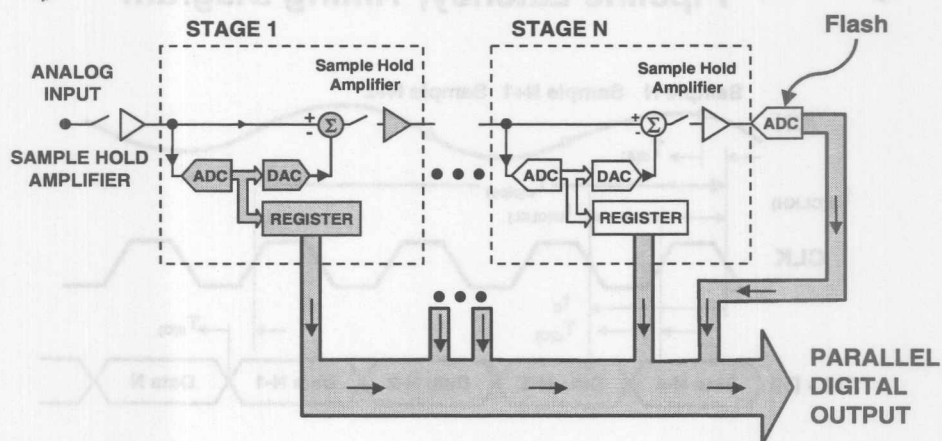 STAGE 1
STAGE N
Flash
ANALOG
INPUT
Sample Hold
Amplifier
Sample Hold
Amplifier
+
-
Σ
+
-
Σ
ADC
SAMPLE HOLD
AMPLIFIER
ADC
DAC
ADC
DAC
REGISTER
REGISTER
PARALLEL
DIGITAL
OUTPUT